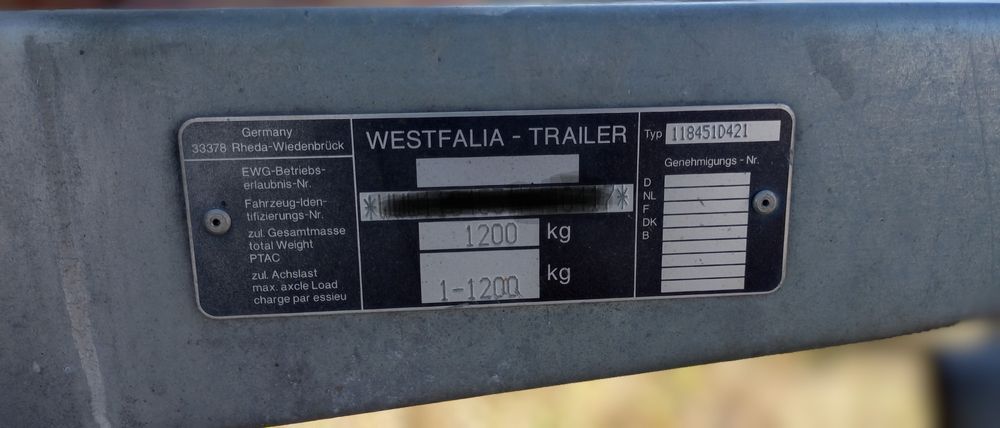 Germany
33378 Rheda-Wiedenbrück
EWG-Betriebs-
erlaubnis-Nr.
Fahrzeug-Iden-
tifizierungs-Nr.
zul. Gesamtmasse
total Weight
PTAC
zul. Achslast
max. axcle Load
charge par essieu
WESTFALIA - TRAILER
1200 kg
1-1200 kg
Typ 118451D421
Genehmigungs - Nr.
D
NL
F
DK
B